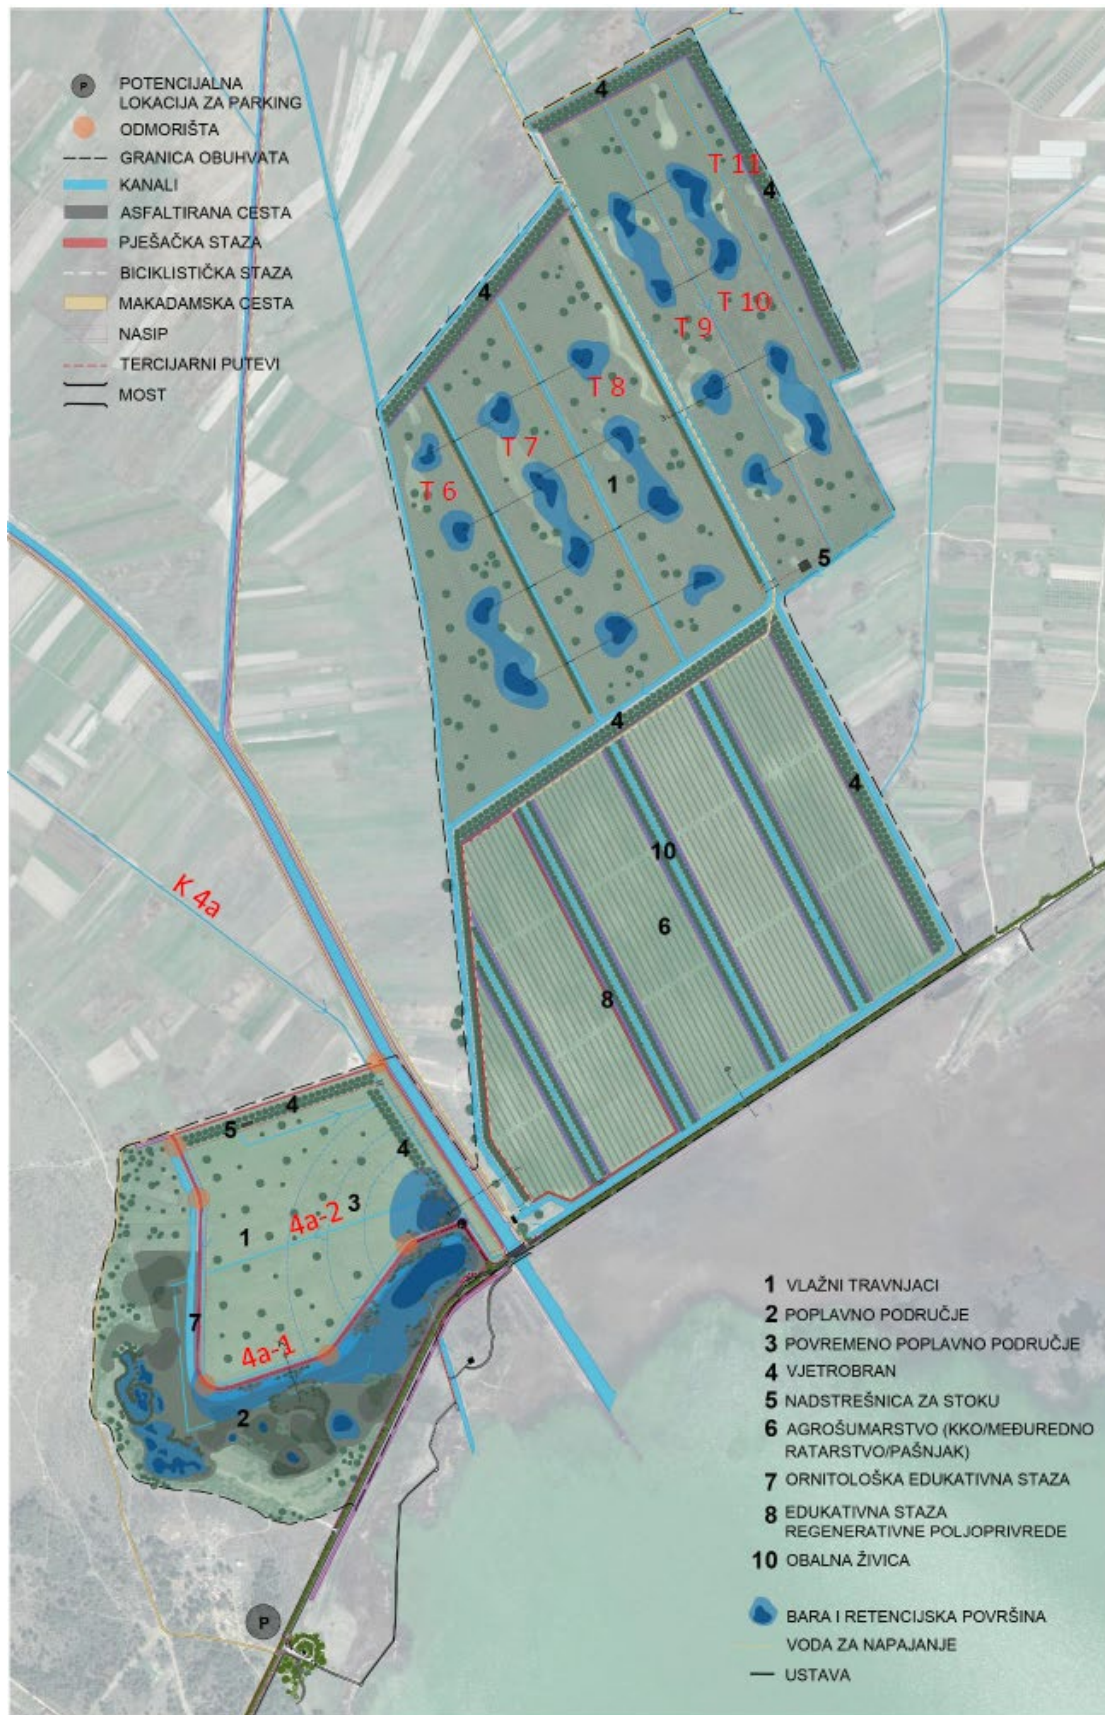 P
POTENCIJALNA
LOKACIJA ZA PARKING
ODMORIŠTA
GRANICA OBUHVATA
KANALI
ASFALTIRANA CESTA
PJEŠAČKA STAZA
BICIKLISTIČKA STAZA
MAKADAMSKA CESTA
NASIP
TERCIJARNI PUTEVI
MOST
4
T 11
4
4
T 10
T 9
T 8
T 7
T 6
1
5
4
4
10
K 4a
6
8
4
5
4
3
4a-2
1
7
4a-1
2
P
1 VLAŽNI TRAVNJACI
2 POPLAVNO PODRUČJE
3 POVREMENO POPLAVNO PODRUČJE
4 VJETROBRAN
5 NADSTREŠNICA ZA STOKU
6 AGROŠUMARSTVO (KKO/MEĐUREDNO
RATARSTVO/PAŠNJAK)
7 ORNITOLOŠKA EDUKATIVNA STAZA
8 EDUKATIVNA STAZA
REGENERATIVNE POLJOPRIVREDE
10 OBALNA ŽIVICA
BARA I RETENCIJSKA POVRŠINA
VODA ZA NAPAJANJE
USTAVA